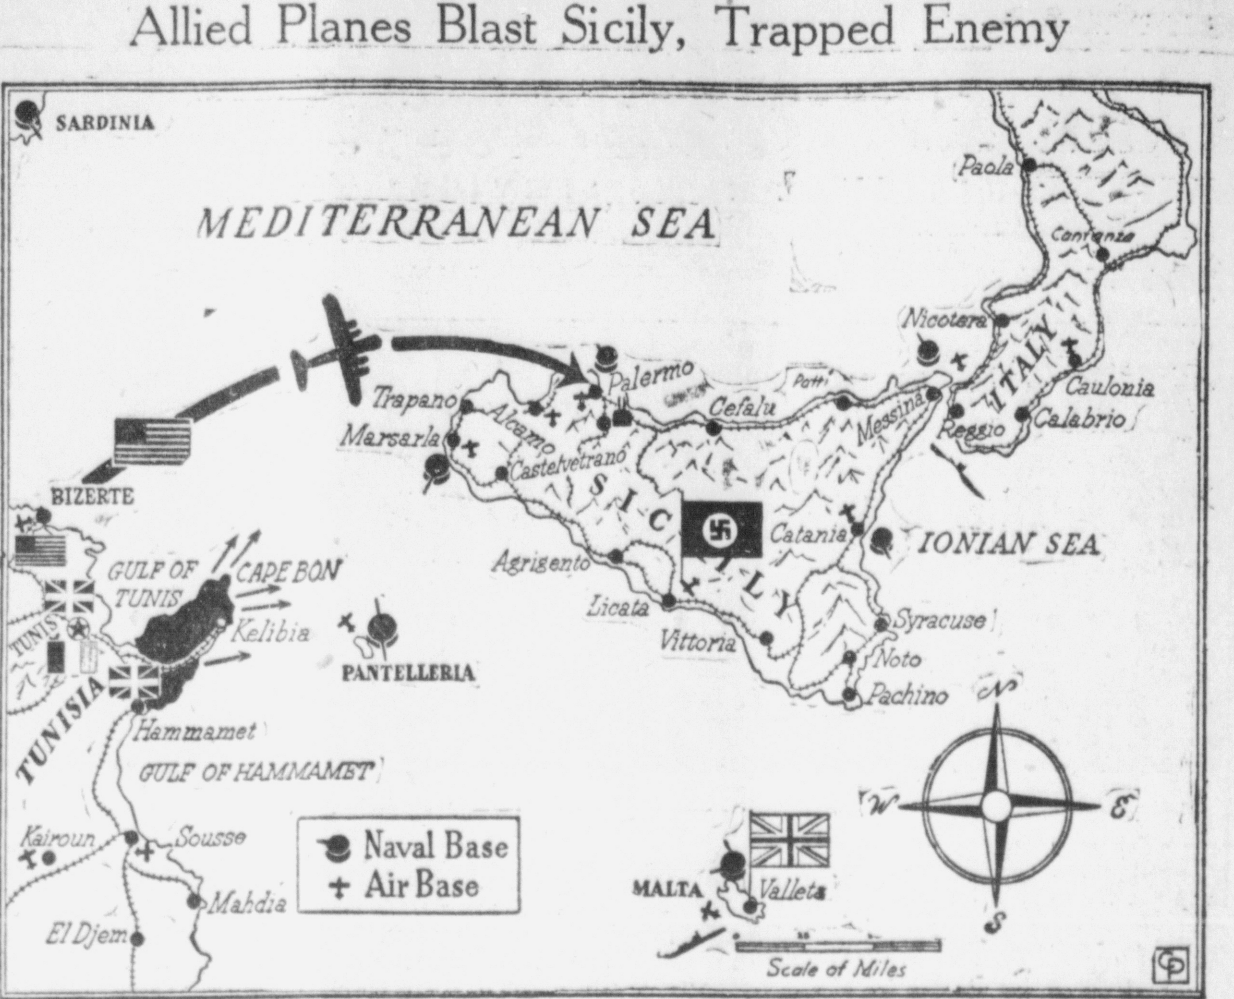 Allied Planes Blast Sicily, Trapped Enemy
SARDINIA
MEDITERRANEAN SEA
Paola
Nicotera
ITALY
Caulonia
Calabrio
Reggio
Palermo
Patti
Messina
Trapano
Alcamo
Cefalu
Marsarla
Castelvetrano
SICILY
BIZERTE
Catania
IONIAN SEA
Agrigento
GULF OF
TUNIS
CAPE BON
Licata
TUNIS
Kelibia
Vittoria
Syracuse
PANTELLERIA
Noto
Pachino
TUNISIA
Hammamet
GULF OF HAMMAMET
N
W
E
S
Kairoun
Sousse
Naval Base
Air Base
Mahdia
MALTA
Valleta
El Djem
Scale of Miles
CP